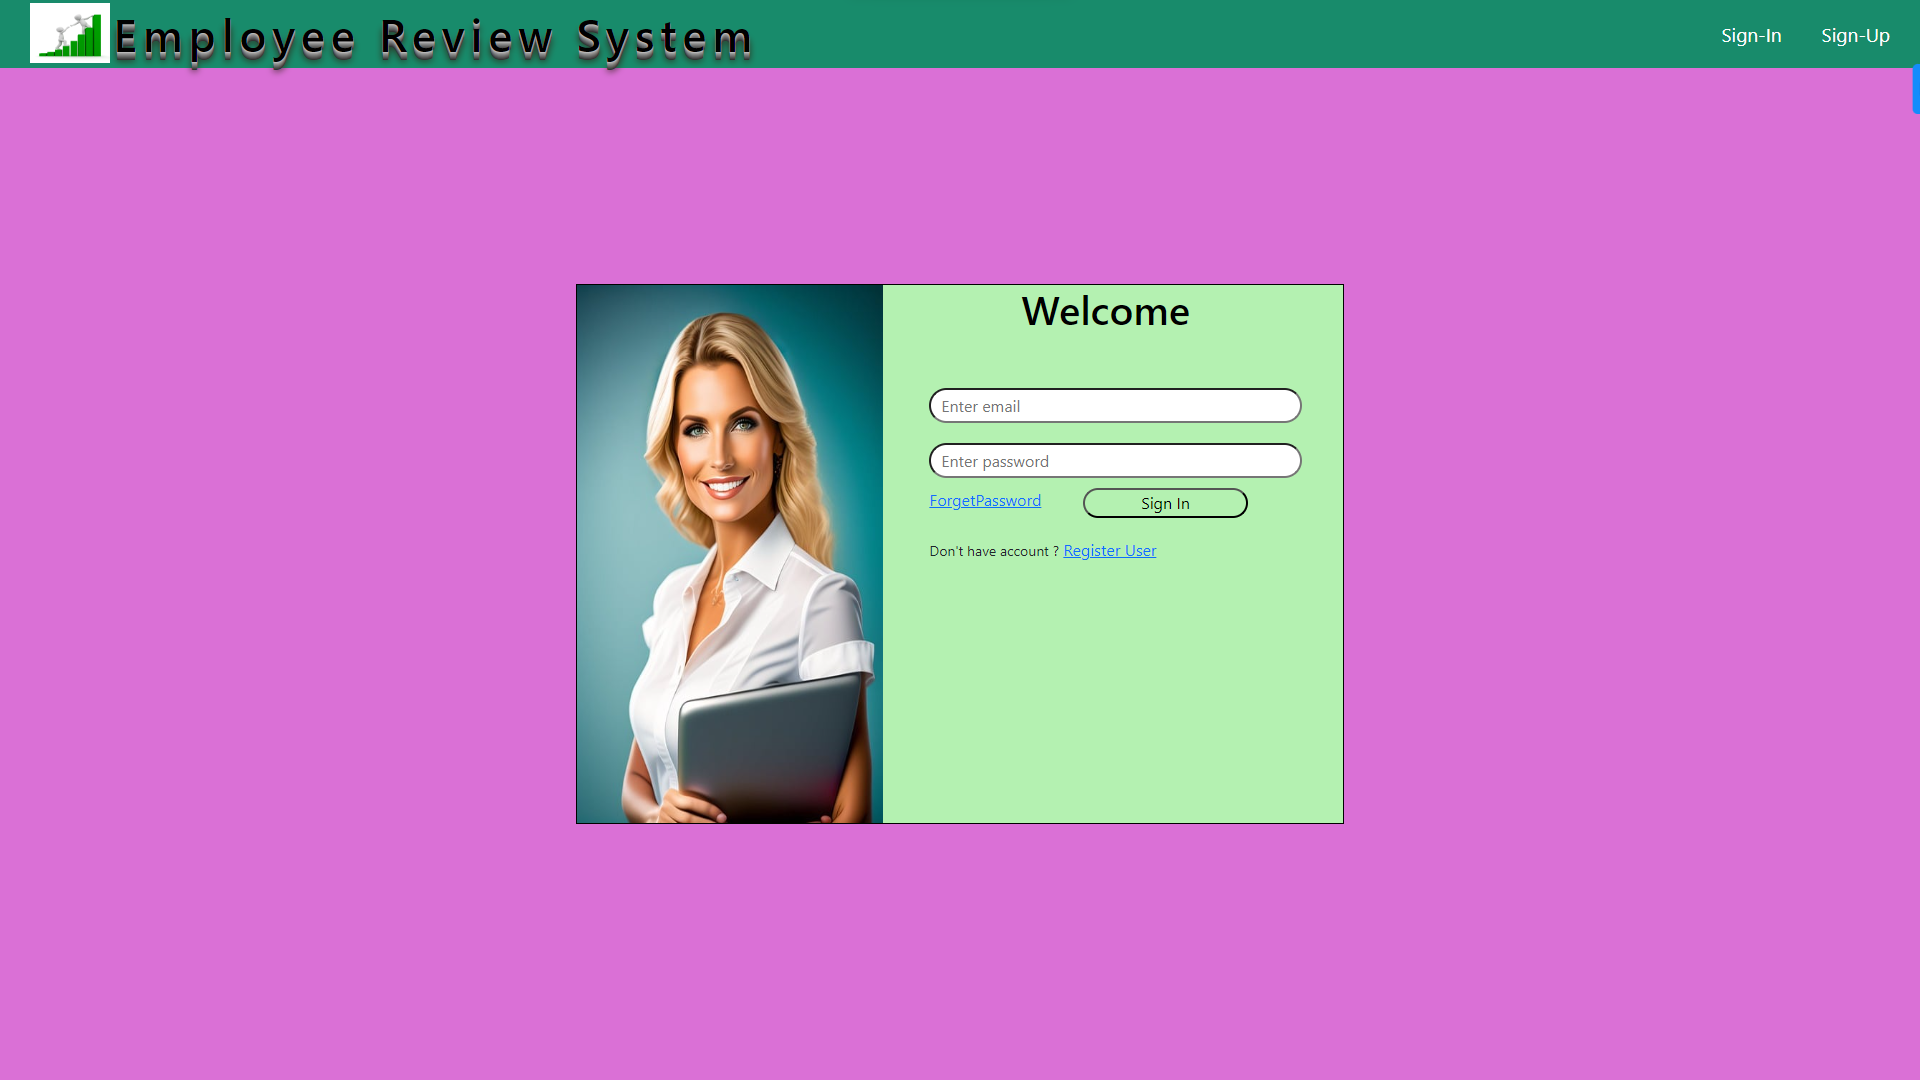 Employee Review System
Sign-In
Sign-Up
Welcome
Enter email
Enter password
ForgetPassword
Sign In
Don't have account ? Register User